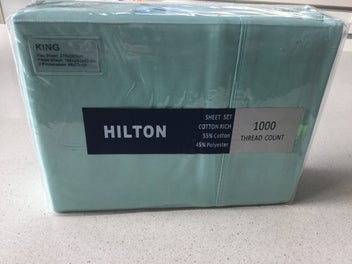 KING
HILTON
SHEET SET
COTTON RICH
55% Cotton
45% Polyester
1000
THREAD COUNT